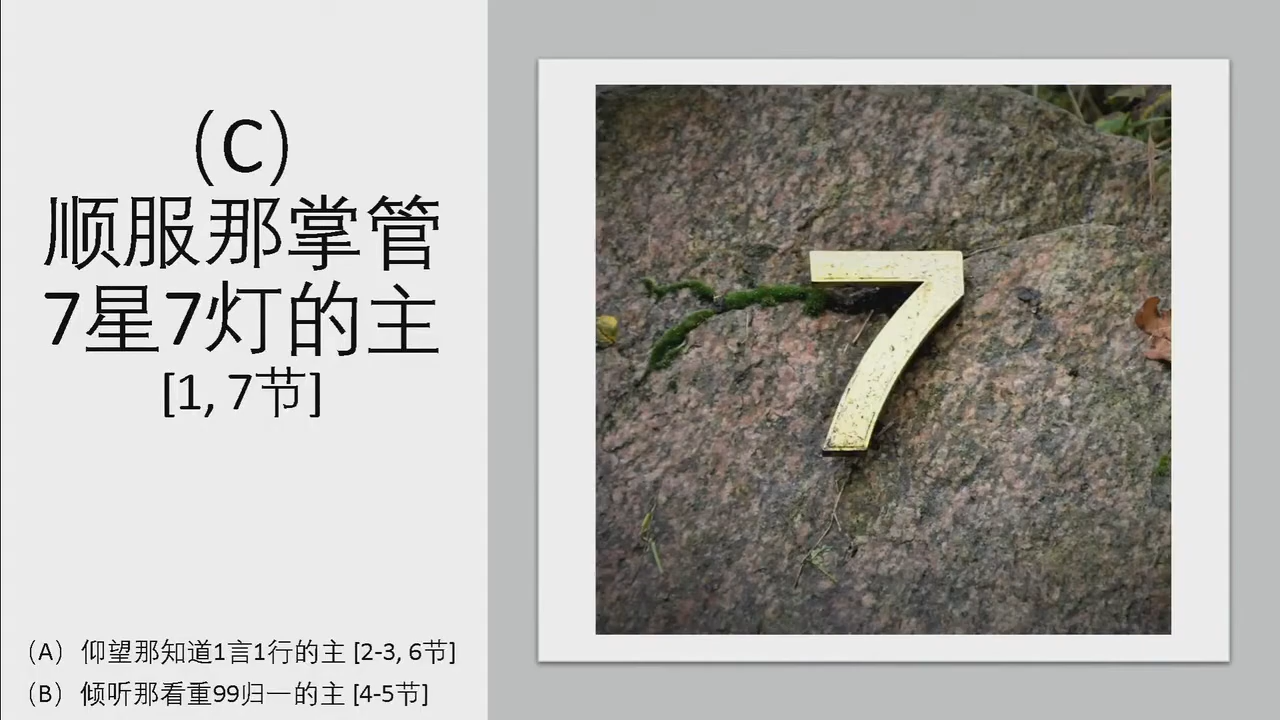 (C)
顺服那掌管
7星7灯的主
[1, 7节]
7
（A）仰望那知道1言1行的主 [2-3, 6节]
（B）倾听那看重99归一的主 [4-5节]